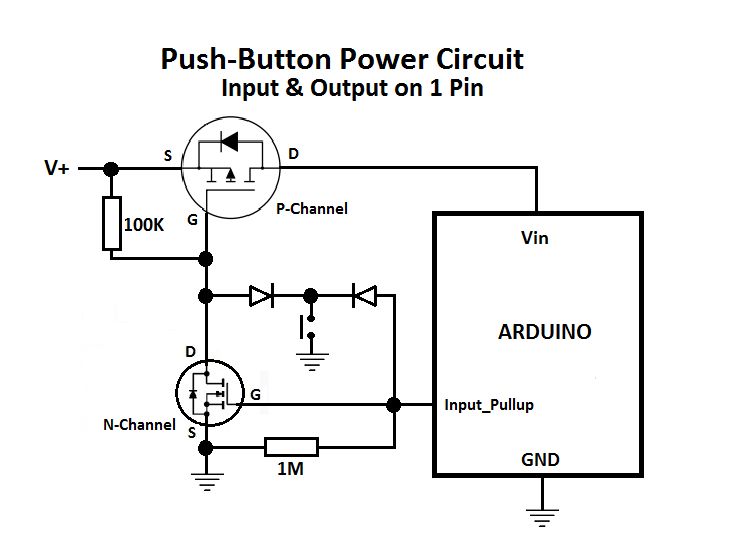 Push-Button Power Circuit
Input & Output on 1 Pin
V+
S
D
G
P-Channel
100K
Vin
ARDUINO
D
G
N-Channel
S
Input_Pullup
1M
GND